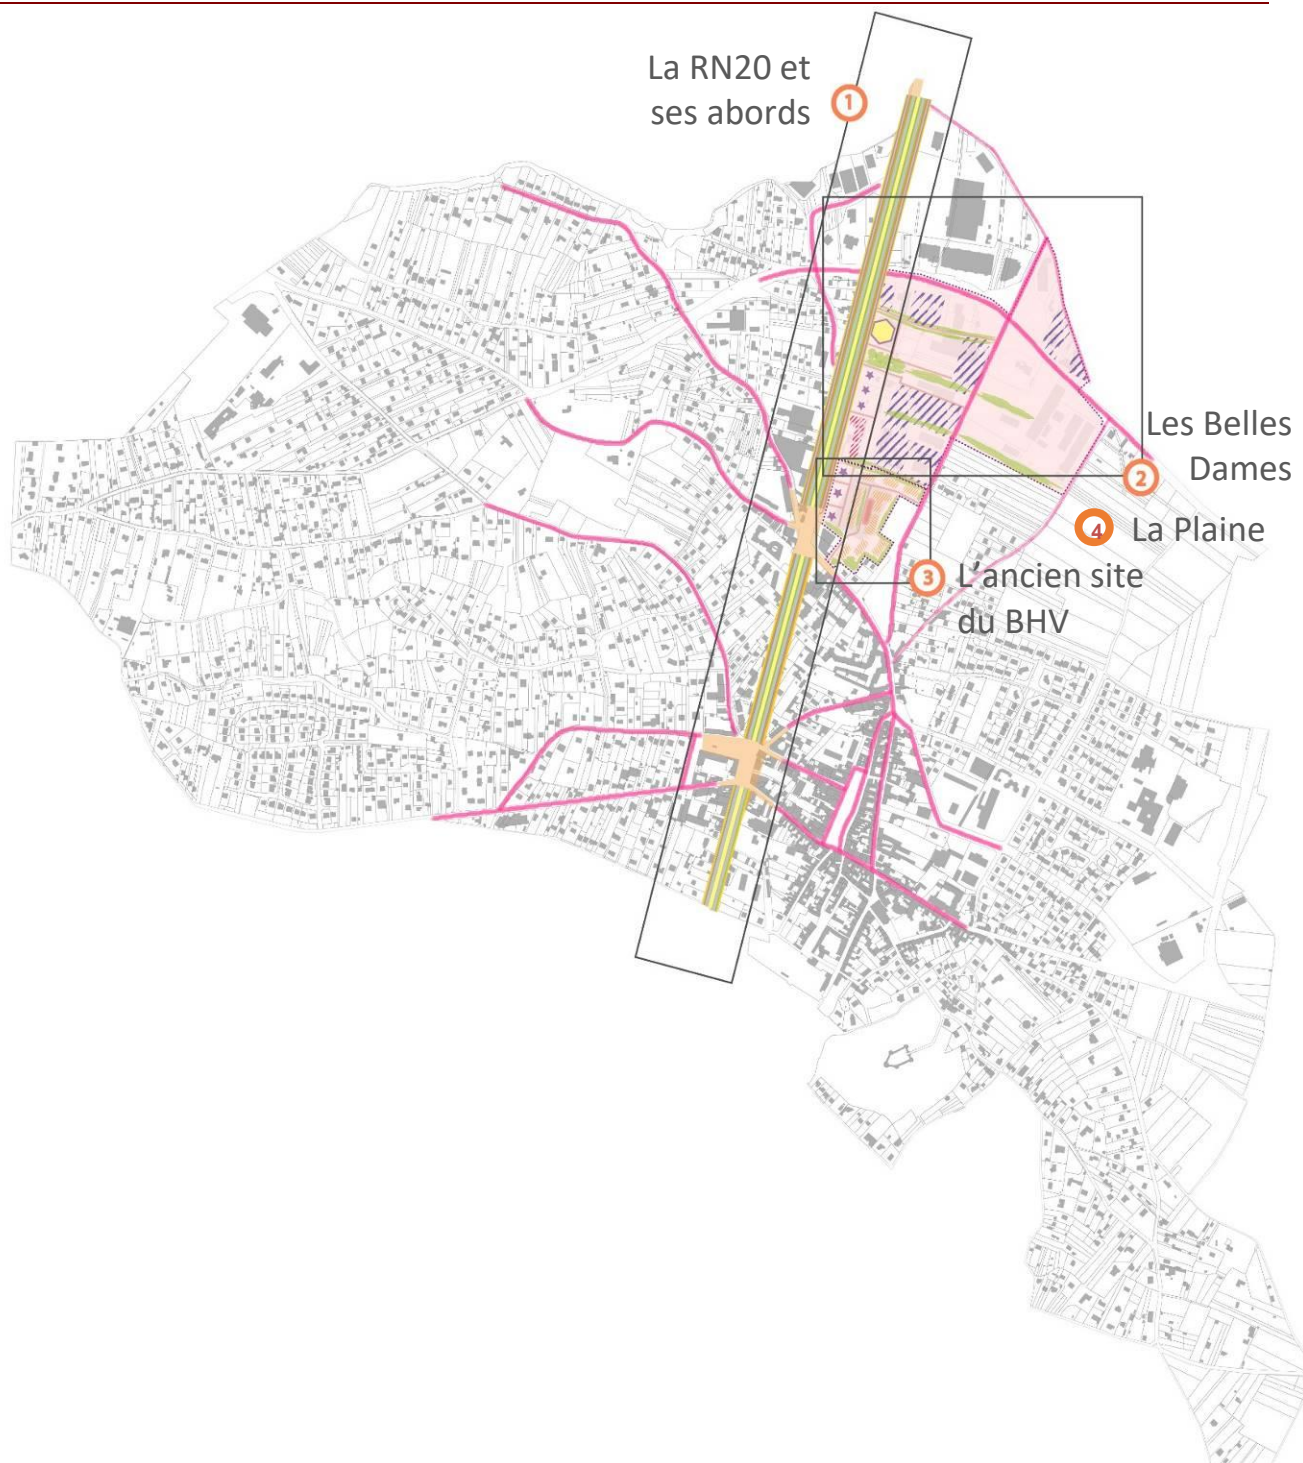 La RN20 et
ses abords
1
Les Belles
Dames
2
4 La Plaine
3 L'ancien site
du BHV